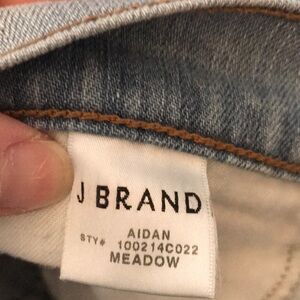 J BRAND
AIDAN
STY# 100214C022
MEADOW